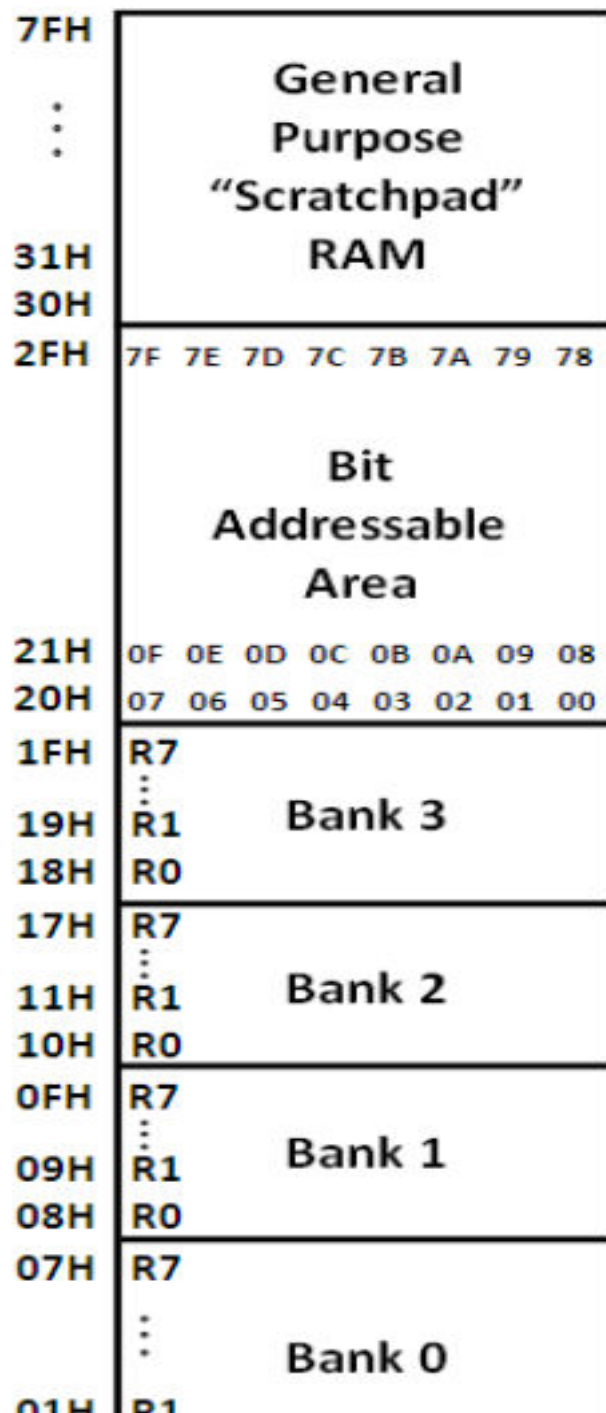 7FH
General
Purpose
“Scratchpad”
31H RAM
30H
2FH 7F 7E 7D 7C 7B 7A 79 78
Bit
Addressable
Area
21H 0F 0E 0D 0C 0B 0A 09 08
20H 07 06 05 04 03 02 01 00
1FH R7
Bank 3
19H R1
18H R0
17H R7
Bank 2
11H R1
10H R0
0FH R7
Bank 1
09H R1
08H R0
07H R7
Bank 0
01H R1